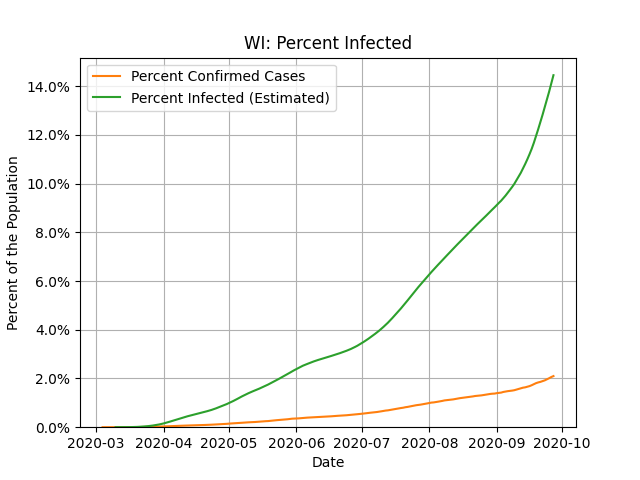 WI: Percent Infected
Percent Confirmed Cases
Percent Infected (Estimated)
Percent of the Population
14.0%
12.0%
10.0%
8.0%
6.0%
4.0%
2.0%
0.0%
2020-03 2020-04 2020-05 2020-06 2020-07 2020-08 2020-09 2020-10
Date